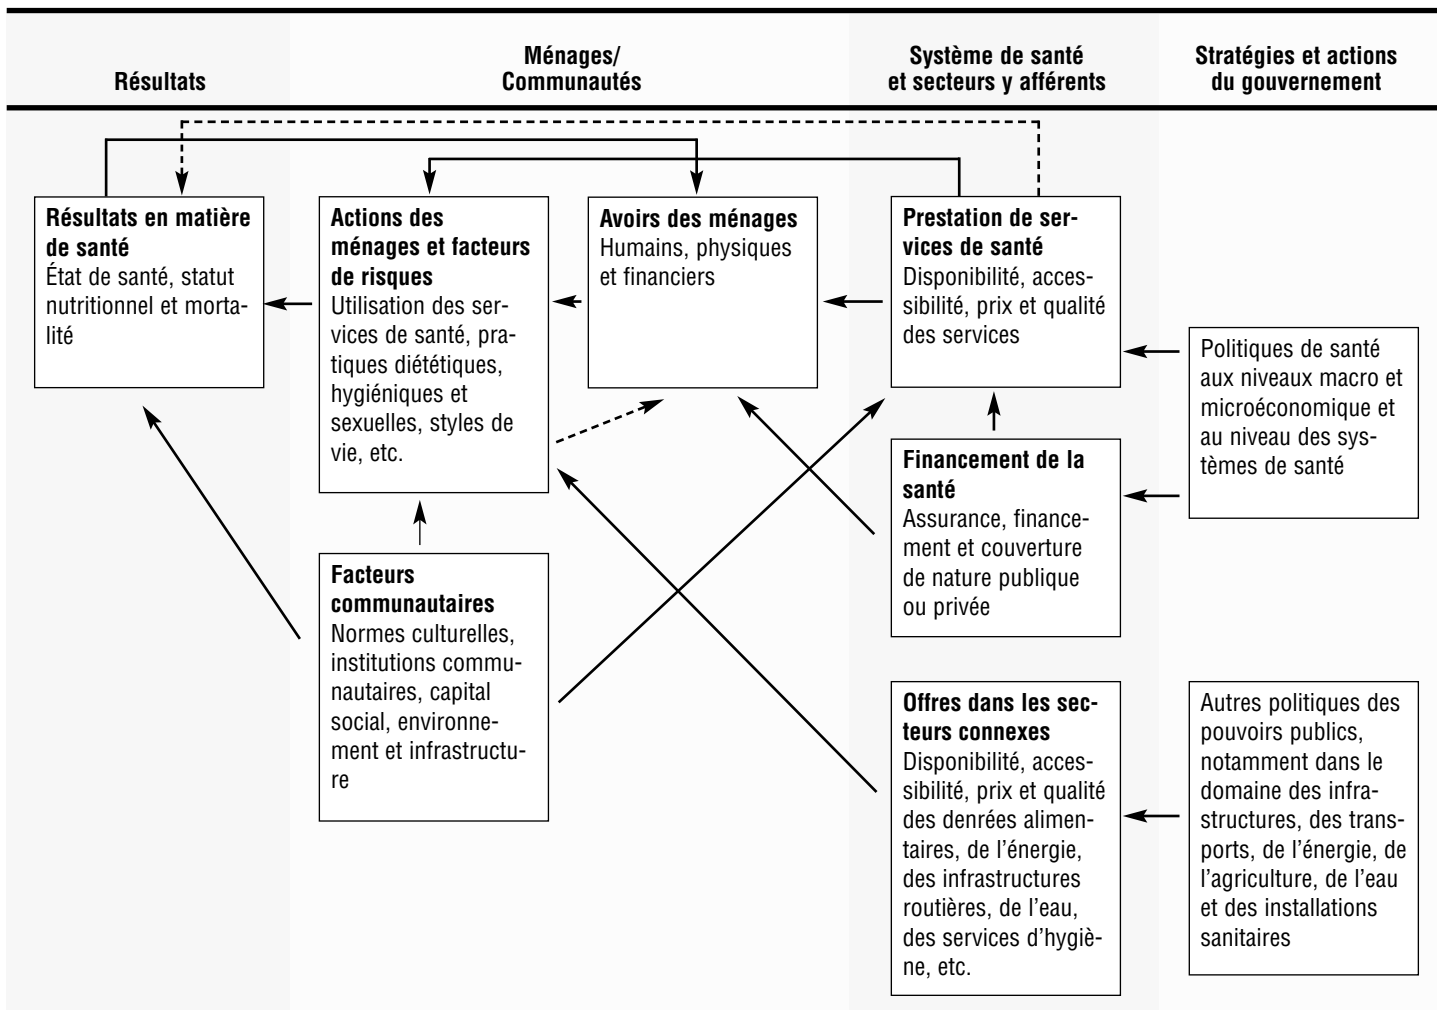 Résultats
Ménages/
Communautés
Système de santé
et secteurs y afférents
Stratégies et actions
du gouvernement
Résultats en matière
de santé
État de santé, statut
nutritionnel et morta-
lité
Actions des
ménages et facteurs
de risques
Utilisation des ser-
vices de santé, pra-
tiques diététiques,
hygiéniques et
sexuelles, styles de
vie, etc.
Avoirs des ménages
Humains, physiques
et financiers
Prestation de ser-
vices de santé
Disponibilité, acces-
sibilité, prix et qualité
des services
Politiques de santé
aux niveaux macro et
microéconomique et
au niveau des sys-
tèmes de santé
Financement de la
santé
Assurance, finance-
ment et couverture
de nature publique
ou privée
Facteurs
communautaires
Normes culturelles,
institutions commu-
nautaires, capital
social, environne-
ment et infrastructu-
re
Offres dans les sec-
teurs connexes
Disponibilité, acces-
sibilité, prix et qualité
des denrées alimen-
taires, de l'énergie,
des infrastructures
routières, de l'eau,
des services d'hygiè-
ne, etc.
Autres politiques des
pouvoirs publics,
notamment dans le
domaine des infra-
structures, des trans-
ports, de l'énergie, de
l'agriculture, de l'eau
et des installations
sanitaires